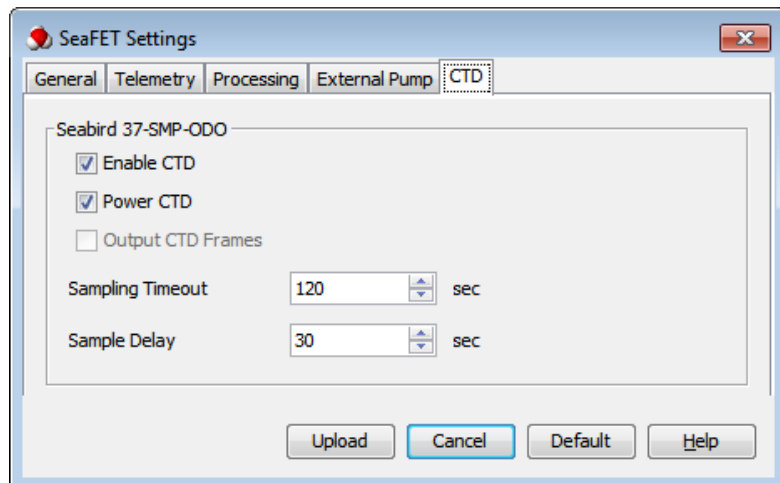 SeaFET Settings
General Telemetry Processing External Pump CTD
Seabird 37-SMP-ODO
Enable CTD
Power CTD
Output CTD Frames
Sampling Timeout 120 sec
Sample Delay 30 sec
Upload Cancel Default Help